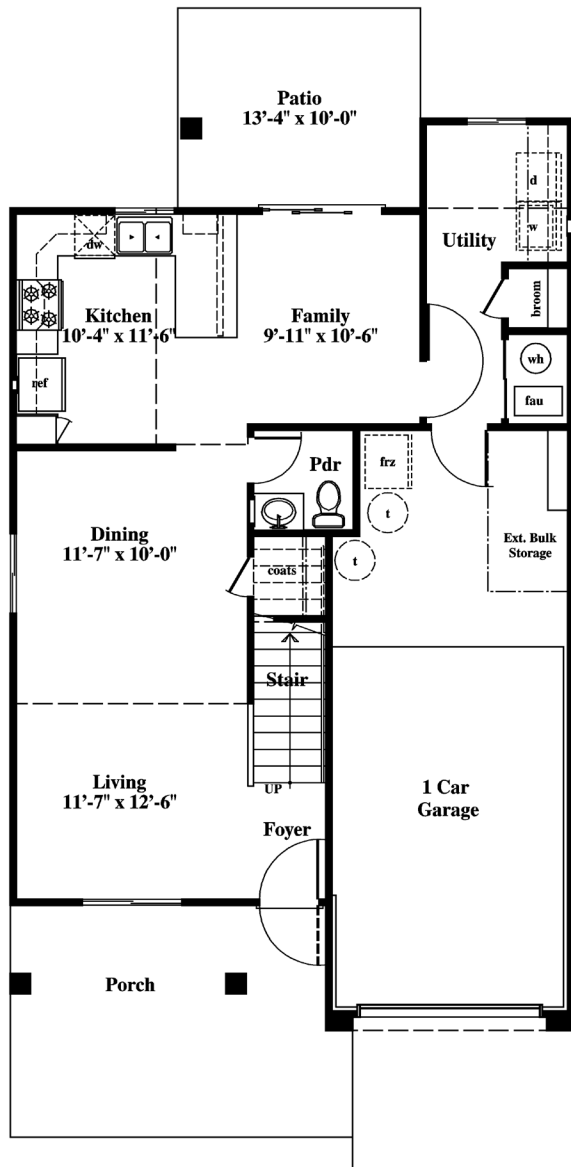 Patio
13'-4" x 10'-0"
d
w
Utility
dw
broom
Kitchen
10'-4" x 11'-6"
Family
9'-11" x 10'-6"
wh
ref
fau
Pdr
frz
t
Dining
11'-7" x 10'-0"
Ext. Bulk
Storage
t
coats
Stair
Living
11'-7" x 12'-6"
UP
1 Car
Garage
Foyer
Porch